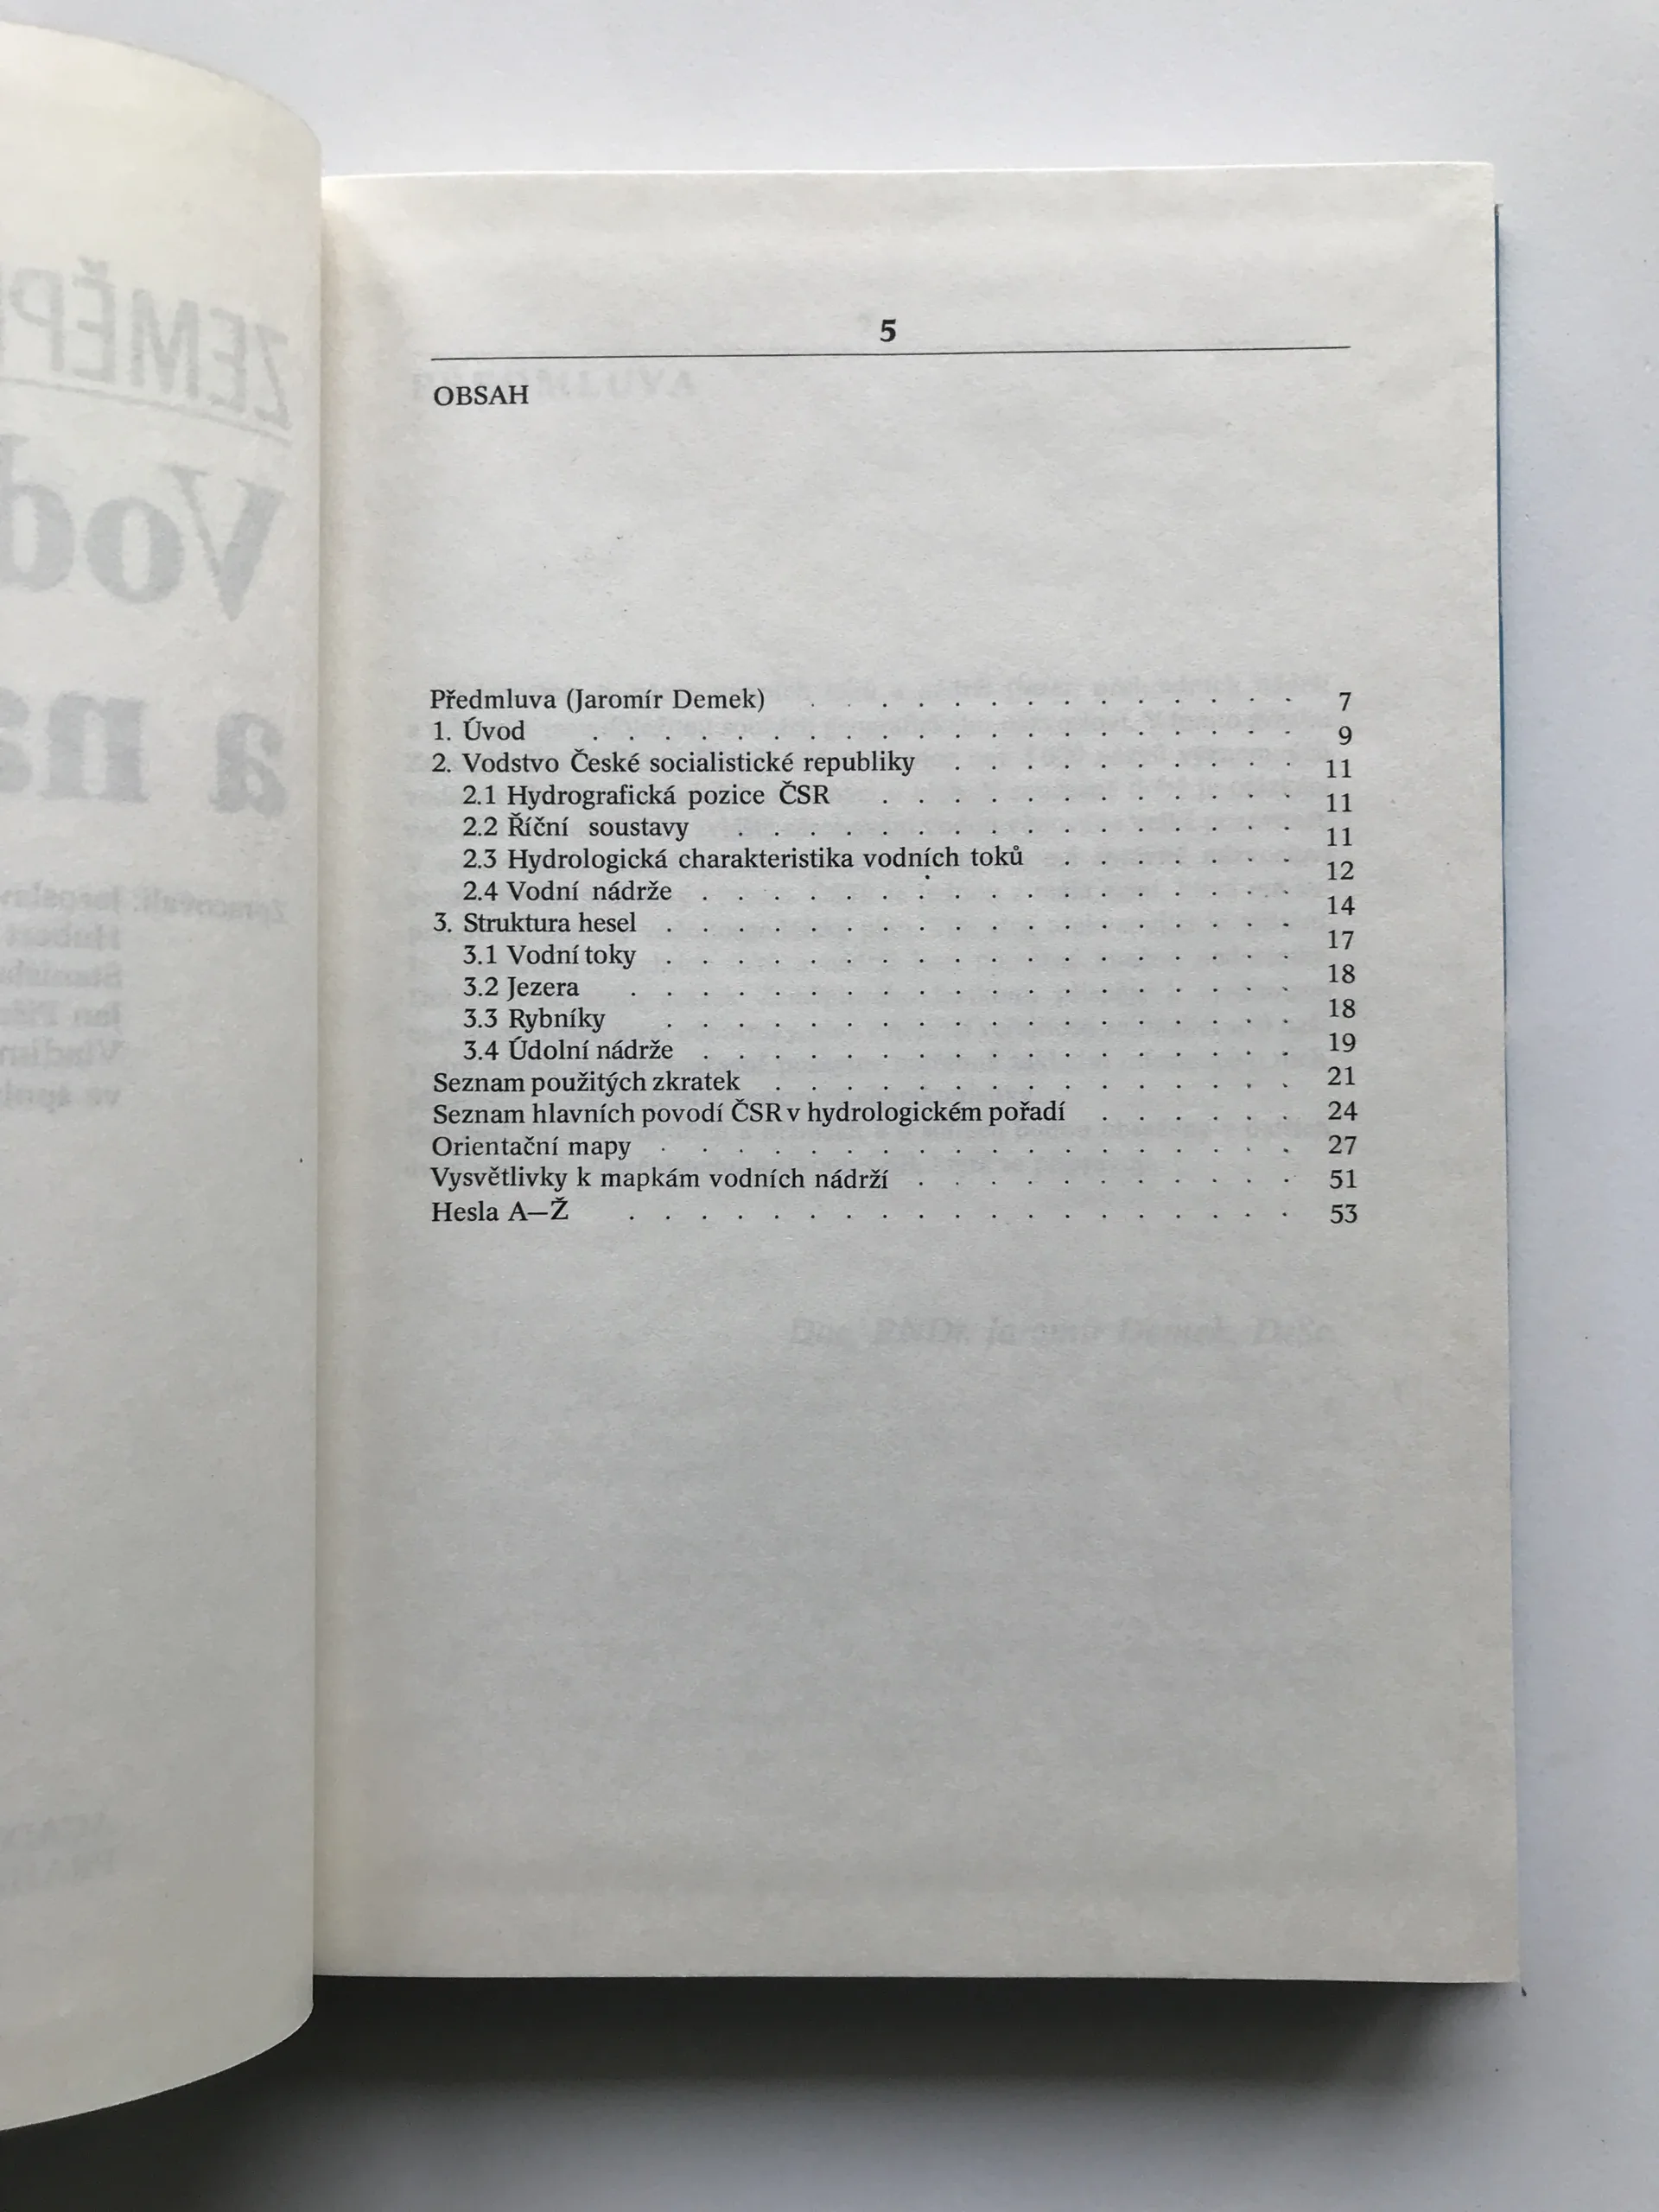 5
OBSAH
Předmluva (Jaromír Demek) . . . . . . . . . . . . . . 7
1. Úvod . . . . . . . . . . . . . . . . . . . . 9
2. Vodstvo České socialistické republiky . . . . . . . . . . 11
2.1 Hydrografická pozice ČSR . . . . . . . . . . . . 11
2.2 Říční soustavy . . . . . . . . . . . . . . . . 11
2.3 Hydrologická charakteristika vodních toků . . . . . . . 12
2.4 Vodní nádrže . . . . . . . . . . . . . . . . . 14
3. Struktura hesel . . . . . . . . . . . . . . . . . . 17
3.1 Vodní toky . . . . . . . . . . . . . . . . . . 18
3.2 Jezera . . . . . . . . . . . . . . . . . . . 18
3.3 Rybníky . . . . . . . . . . . . . . . . . . 19
3.4 Údolní nádrže . . . . . . . . . . . . . . . . . 19
Seznam použitých zkratek . . . . . . . . . . . . . . . 21
Seznam hlavních povodí ČSR v hydrologickém pořadí . . . . . . 24
Orientační mapy . . . . . . . . . . . . . . . . . . 27
Vysvětlivky k mapkám vodních nádrží . . . . . . . . . . . 51
Hesla A—Ž . . . . . . . . . . . . . . . . . . . 53